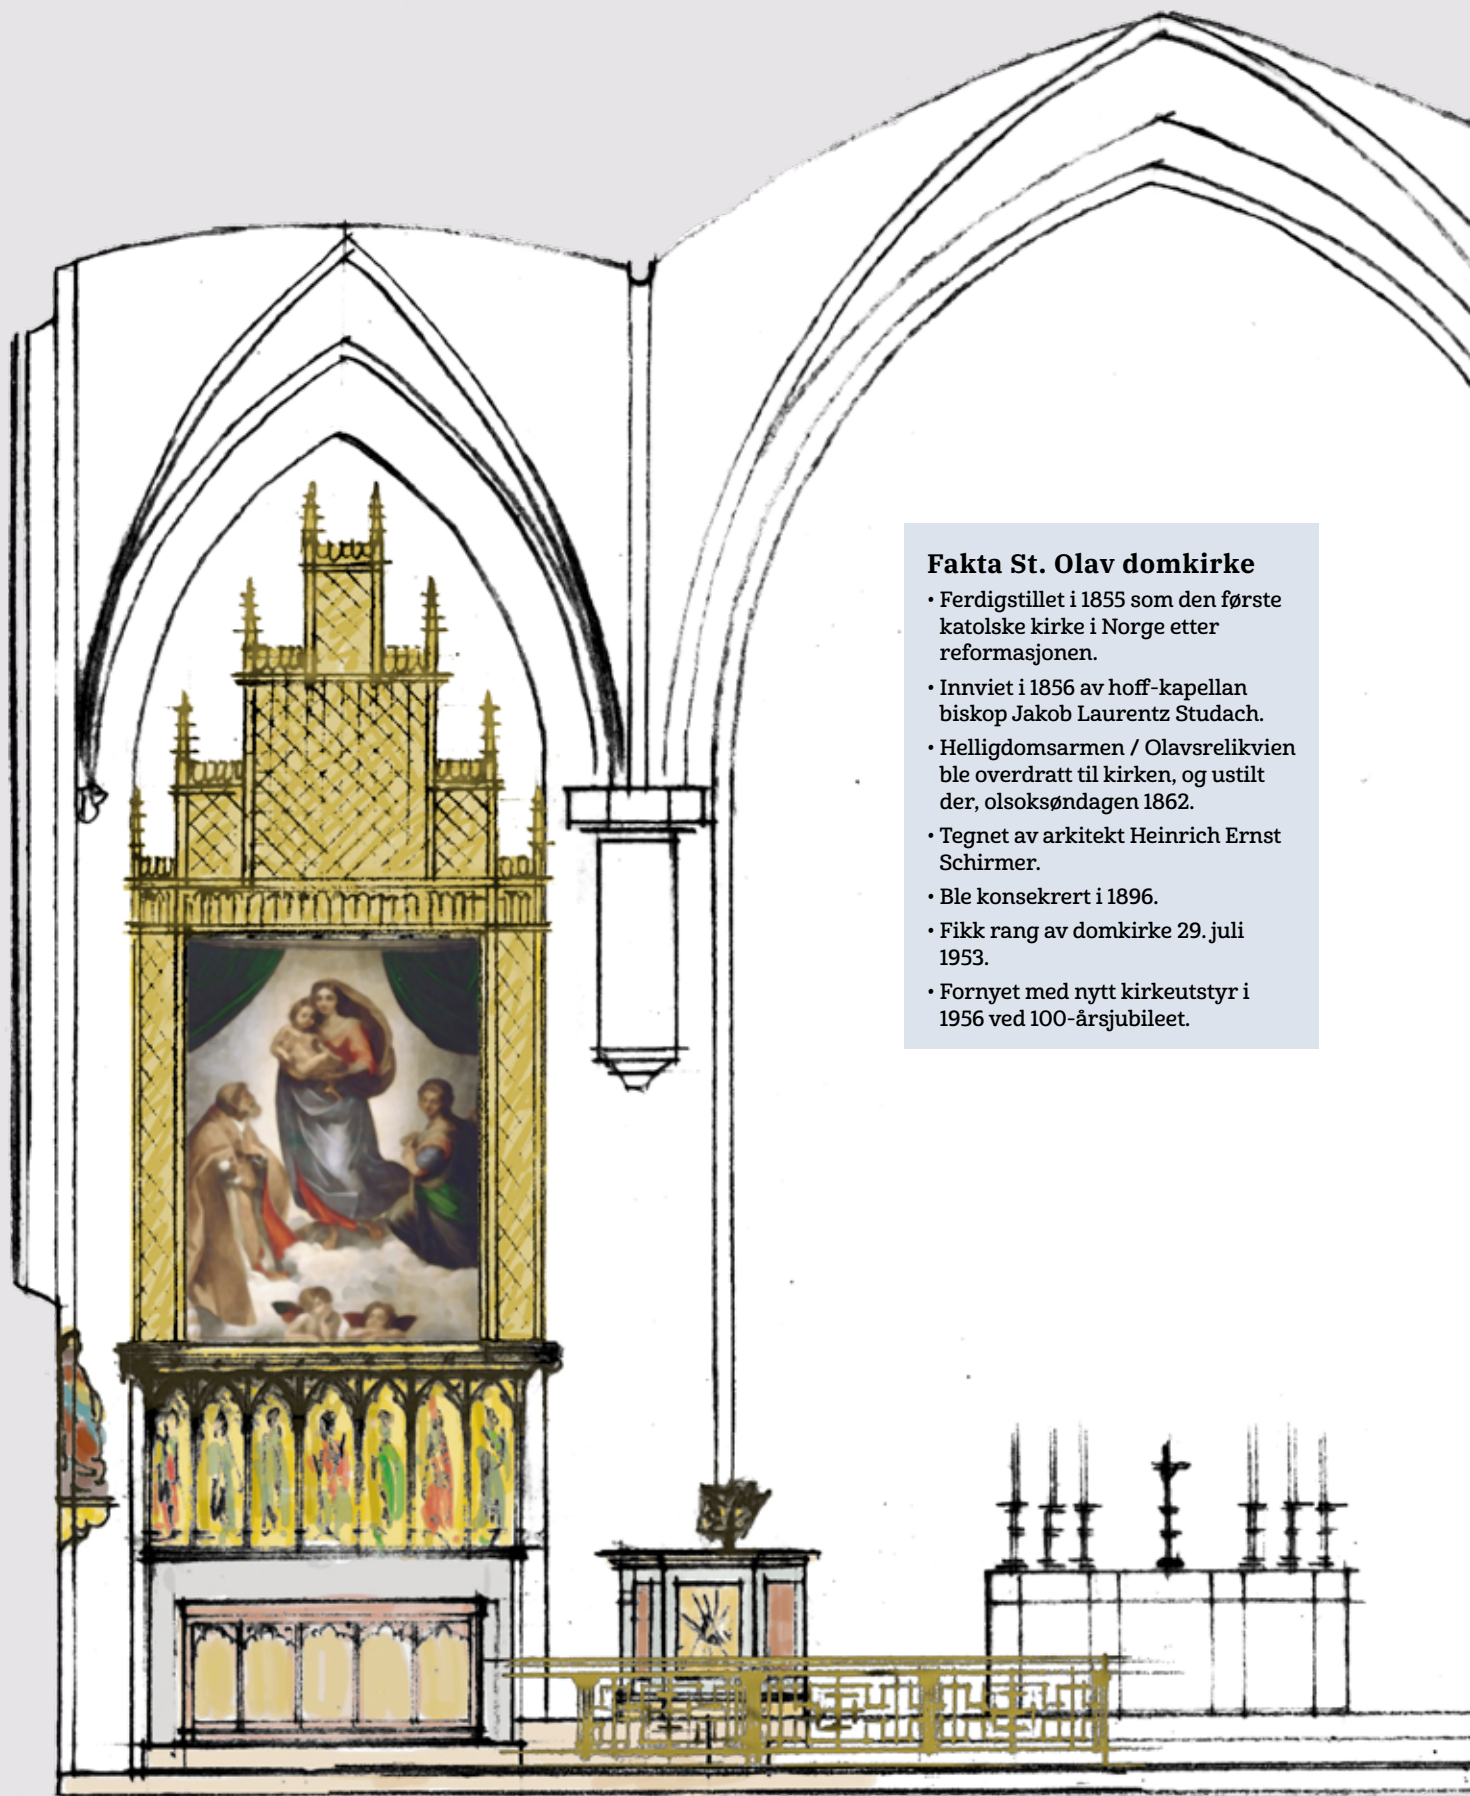 Fakta St. Olav domkirke
• Ferdigstillet i 1855 som den første
katolske kirke i Norge etter
reformasjonen.
• Innviet i 1856 av hoff-kapellan
biskop Jakob Laurentz Studach.
• Helligdomsarmen / Olavsrelikvien
ble overdratt til kirken, og ustilt
der, olsoksøndagen 1862.
• Tegnet av arkitekt Heinrich Ernst
Schirmer.
• Ble konsekrert i 1896.
• Fikk rang av domkirke 29. juli
1953.
• Fornyet med nytt kirkeutstyr i
1956 ved 100-årsjubileet.